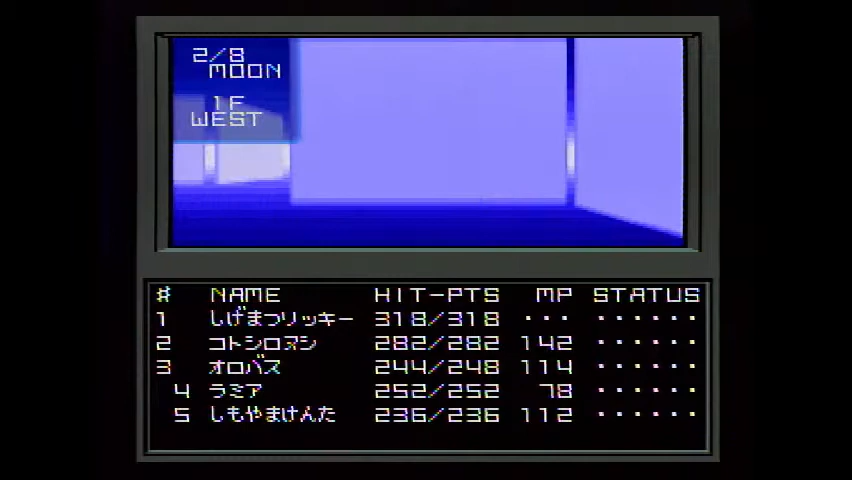 2/8
MOON
1F
WEST
# NAME HIT-PTS MP STATUS
1 しげまつリッキー 318/318 ··· ······
2 コトシロヌシ 282/282 142 ······
3 オロバス 244/248 114 ······
4 ラミア 252/252 78 ······
5 しもやまけんた 236/236 112 ······